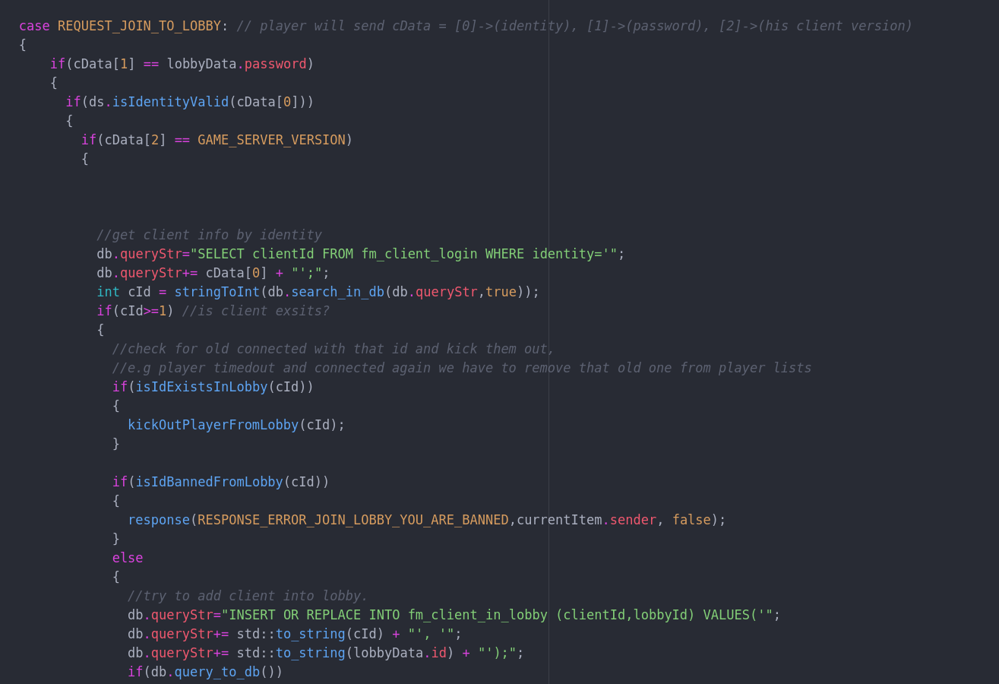 case REQUEST_JOIN_TO_LOBBY: // player will send cData = [0]->(identity), [1]->(password), [2]->(his client version)
{
    if(cData[1] == lobbyData.password)
    {
      if(ds.isIdentityValid(cData[0]))
      {
        if(cData[2] == GAME_SERVER_VERSION)
        {
          //get client info by identity
          db.queryStr="SELECT clientId FROM fm_client_login WHERE identity='";
          db.queryStr+= cData[0] + "';";
          int cId = stringToInt(db.search_in_db(db.queryStr,true));
          if(cId>=1) //is client exsits?
          {
            //check for old connected with that id and kick them out,
            //e.g player timedout and connected again we have to remove that old one from player lists
            if(isIdExistsInLobby(cId))
            {
              kickOutPlayerFromLobby(cId);
            }
            if(isIdBannedFromLobby(cId))
            {
              response(RESPONSE_ERROR_JOIN_LOBBY_YOU_ARE_BANNED,currentItem.sender, false);
            }
            else
            {
              //try to add client into lobby.
              db.queryStr="INSERT OR REPLACE INTO fm_client_in_lobby (clientId,lobbyId) VALUES('";
              db.queryStr+= std::to_string(cId) + "', '";
              db.queryStr+= std::to_string(lobbyData.id) + "');";
              if(db.query_to_db())